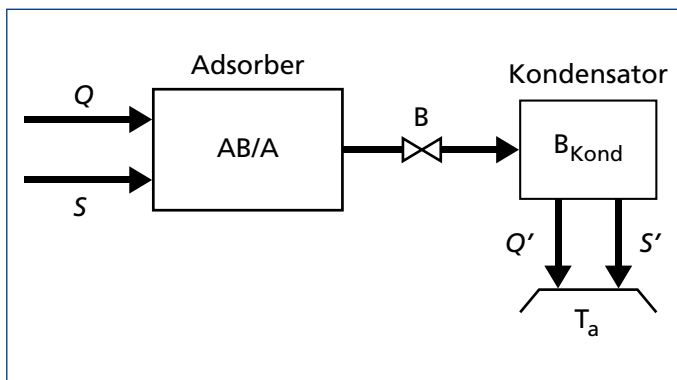 Adsorber
Kondensator
Q
B
AB/A
B_Kond
S
Q’
S’
T_a